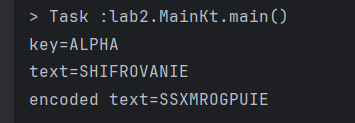 > Task :lab2.MainKt.main()
key=ALPHA
text=SHIFROVANIE
encoded text=SSXMROGPUIE